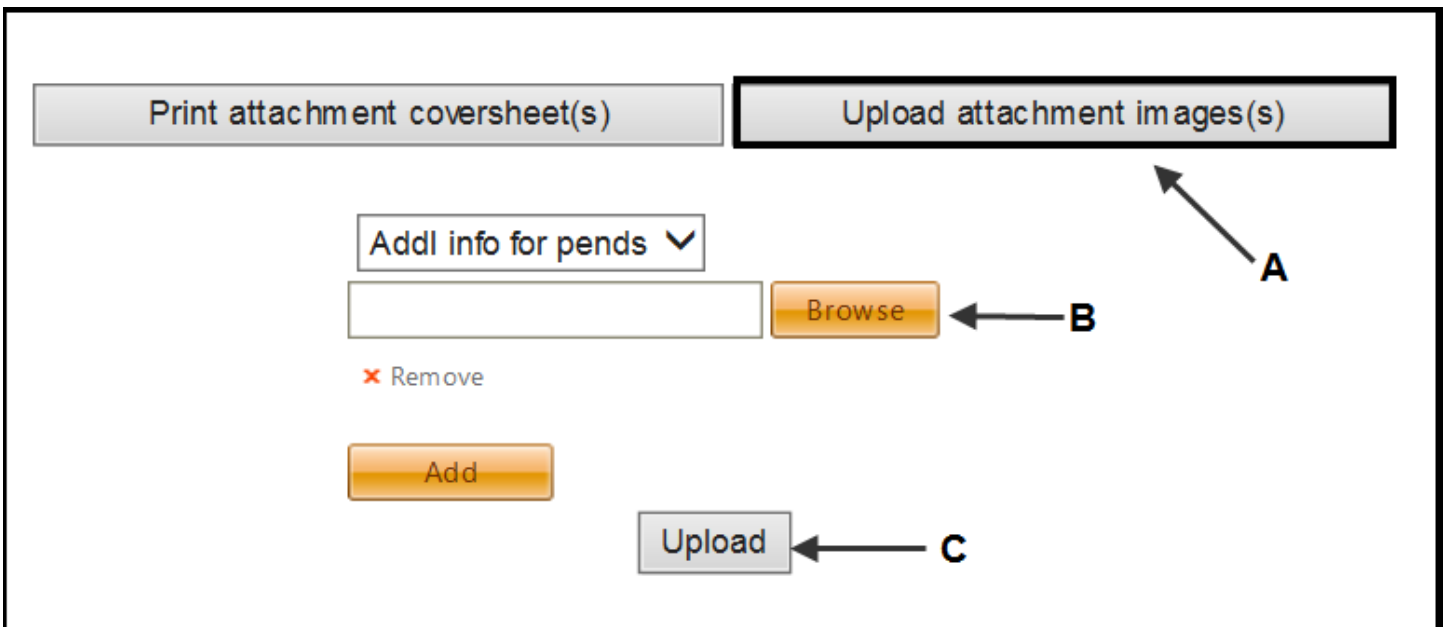 Print attachment coversheet(s)
Upload attachment images(s)
Addl info for pends
A
Browse
B
Remove
Add
Upload
C